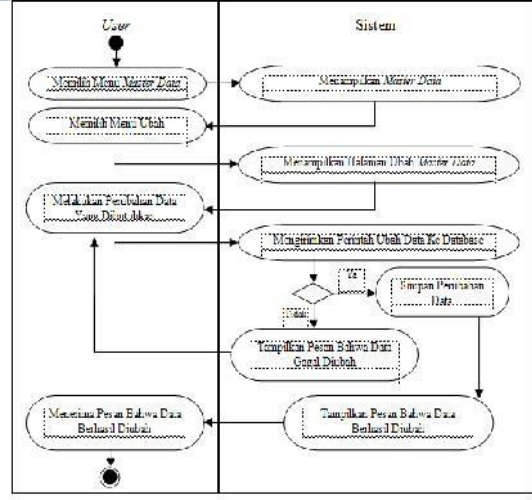 User
Sistem
Memilih Menu Master Data
Menampilkan Master Data
Memilih Menu Ubah
Menampilkan Halaman Ubah Master Data
Melakukan Perubahan Data
Yang Dibutuhkan
Mengirimkan Perintah Ubah Data Ke Database
Ya
Simpan Perubahan
Data
Tidak
Tampilkan Pesan Bahwa Data
Gagal Diubah
Menerima Pesan Bahwa Data
Berhasil Diubah
Tampilkan Pesan Bahwa Data
Berhasil Diubah